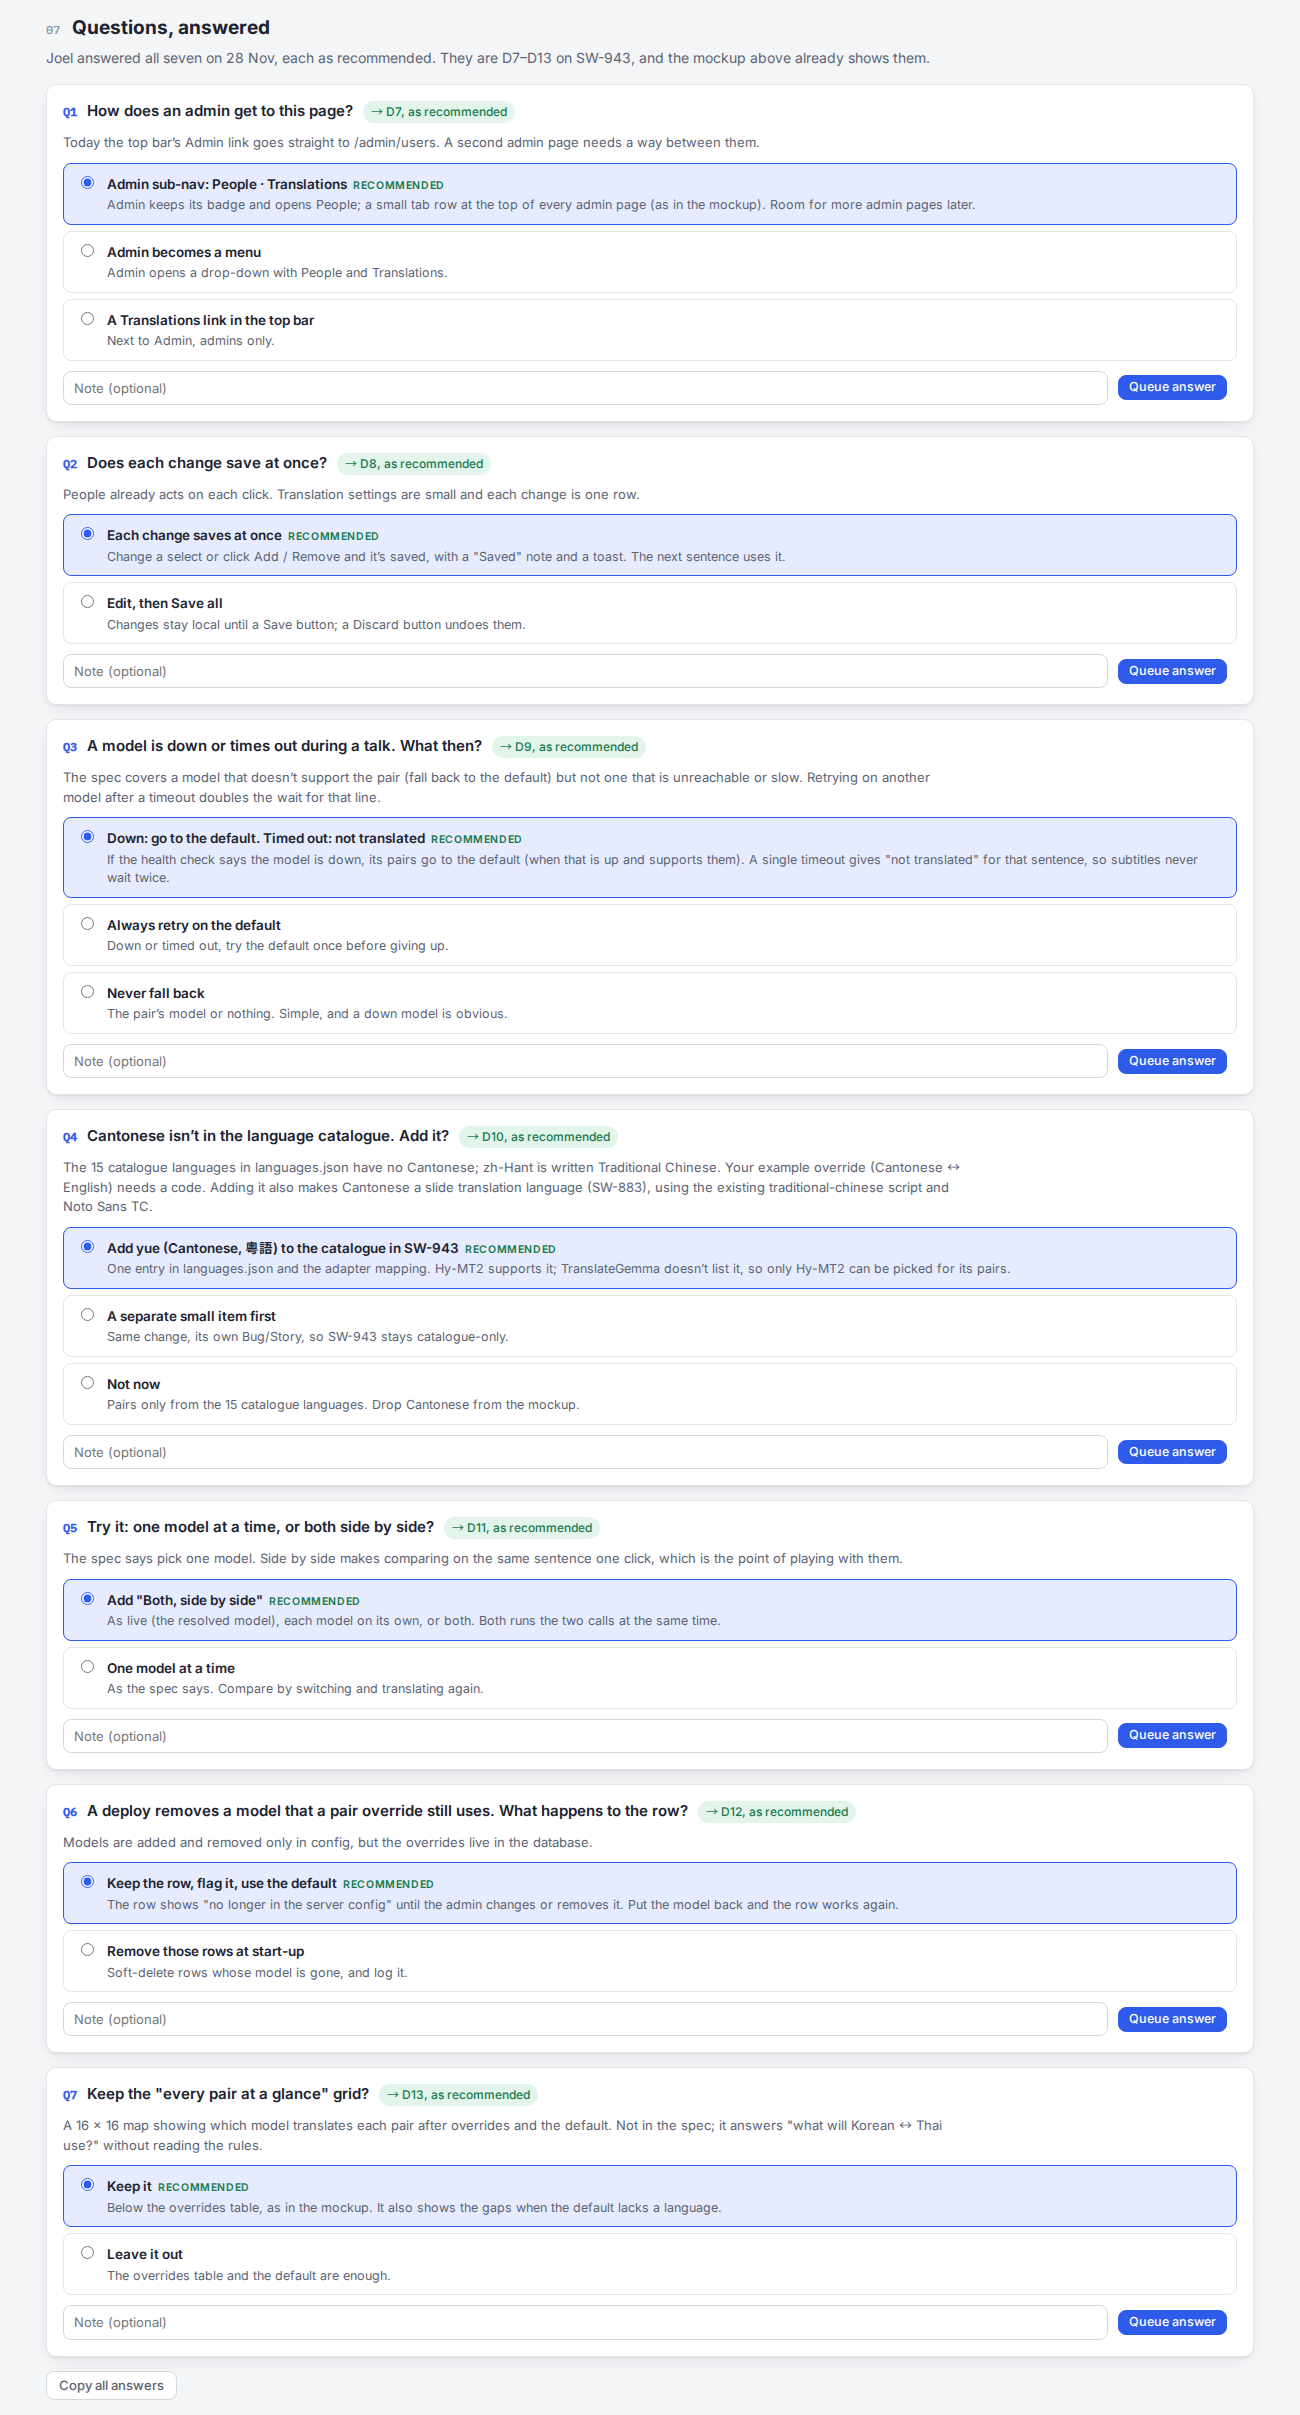 07 Questions, answered
Joel answered all seven on 28 Nov, each as recommended. They are D7–D13 on SW-943, and the mockup above already shows them.
Q1 How does an admin get to this page? → D7, as recommended
Today the top bar’s Admin link goes straight to /admin/users. A second admin page needs a way between them.
Admin sub-nav: People · Translations RECOMMENDED
Admin keeps its badge and opens People; a small tab row at the top of every admin page (as in the mockup). Room for more admin pages later.
Admin becomes a menu
Admin opens a drop-down with People and Translations.
A Translations link in the top bar
Next to Admin, admins only.
Note (optional) Queue answer
Q2 Does each change save at once? → D8, as recommended
People already acts on each click. Translation settings are small and each change is one row.
Each change saves at once RECOMMENDED
Change a select or click Add / Remove and it’s saved, with a "Saved" note and a toast. The next sentence uses it.
Edit, then Save all
Changes stay local until a Save button; a Discard button undoes them.
Note (optional) Queue answer
Q3 A model is down or times out during a talk. What then? → D9, as recommended
The spec covers a model that doesn’t support the pair (fall back to the default) but not one that is unreachable or slow. Retrying on another
model after a timeout doubles the wait for that line.
Down: go to the default. Timed out: not translated RECOMMENDED
If the health check says the model is down, its pairs go to the default (when that is up and supports them). A single timeout gives "not translated" for that sentence, so subtitles never
wait twice.
Always retry on the default
Down or timed out, try the default once before giving up.
Never fall back
The pair’s model or nothing. Simple, and a down model is obvious.
Note (optional) Queue answer
Q4 Cantonese isn’t in the language catalogue. Add it? → D10, as recommended
The 15 catalogue languages in languages.json have no Cantonese; zh-Hant is written Traditional Chinese. Your example override (Cantonese ↔
English) needs a code. Adding it also makes Cantonese a slide translation language (SW-883), using the existing traditional-chinese script and
Noto Sans TC.
Add yue (Cantonese, 粵語) to the catalogue in SW-943 RECOMMENDED
One entry in languages.json and the adapter mapping. Hy-MT2 supports it; TranslateGemma doesn’t list it, so only Hy-MT2 can be picked for its pairs.
A separate small item first
Same change, its own Bug/Story, so SW-943 stays catalogue-only.
Not now
Pairs only from the 15 catalogue languages. Drop Cantonese from the mockup.
Note (optional) Queue answer
Q5 Try it: one model at a time, or both side by side? → D11, as recommended
The spec says pick one model. Side by side makes comparing on the same sentence one click, which is the point of playing with them.
Add "Both, side by side" RECOMMENDED
As live (the resolved model), each model on its own, or both. Both runs the two calls at the same time.
One model at a time
As the spec says. Compare by switching and translating again.
Note (optional) Queue answer
Q6 A deploy removes a model that a pair override still uses. What happens to the row? → D12, as recommended
Models are added and removed only in config, but the overrides live in the database.
Keep the row, flag it, use the default RECOMMENDED
The row shows "no longer in the server config" until the admin changes or removes it. Put the model back and the row works again.
Remove those rows at start-up
Soft-delete rows whose model is gone, and log it.
Note (optional) Queue answer
Q7 Keep the "every pair at a glance" grid? → D13, as recommended
A 16 × 16 map showing which model translates each pair after overrides and the default. Not in the spec; it answers "what will Korean ↔ Thai
use?" without reading the rules.
Keep it RECOMMENDED
Below the overrides table, as in the mockup. It also shows the gaps when the default lacks a language.
Leave it out
The overrides table and the default are enough.
Note (optional) Queue answer
Copy all answers